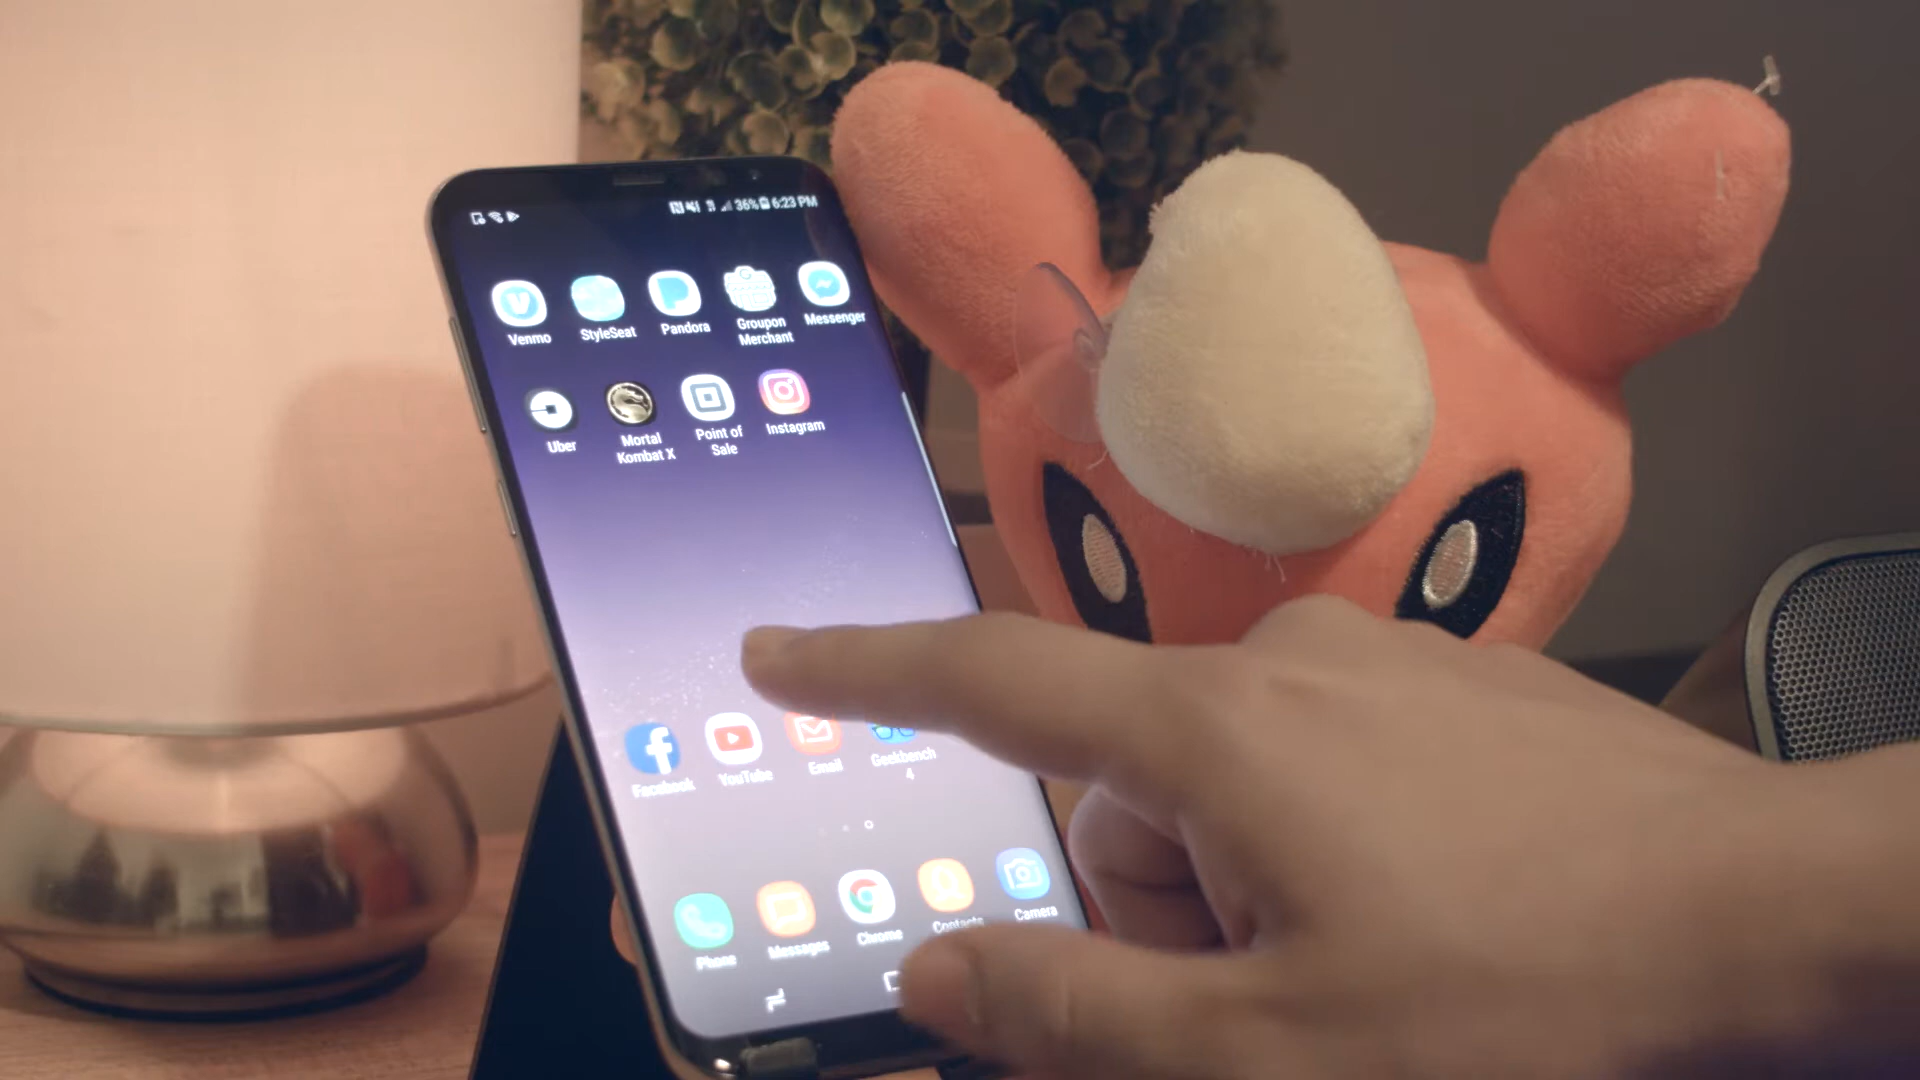 36% 6:23 PM
Venmo
StyleSeat
Pandora
Groupon
Merchant
Messenger
Uber
Mortal
Kombat X
Point of
Sale
Instagram
Facebook
YouTube
Email
Geekbench
4
Phone
Messages
Chrome
Contacts
Camera